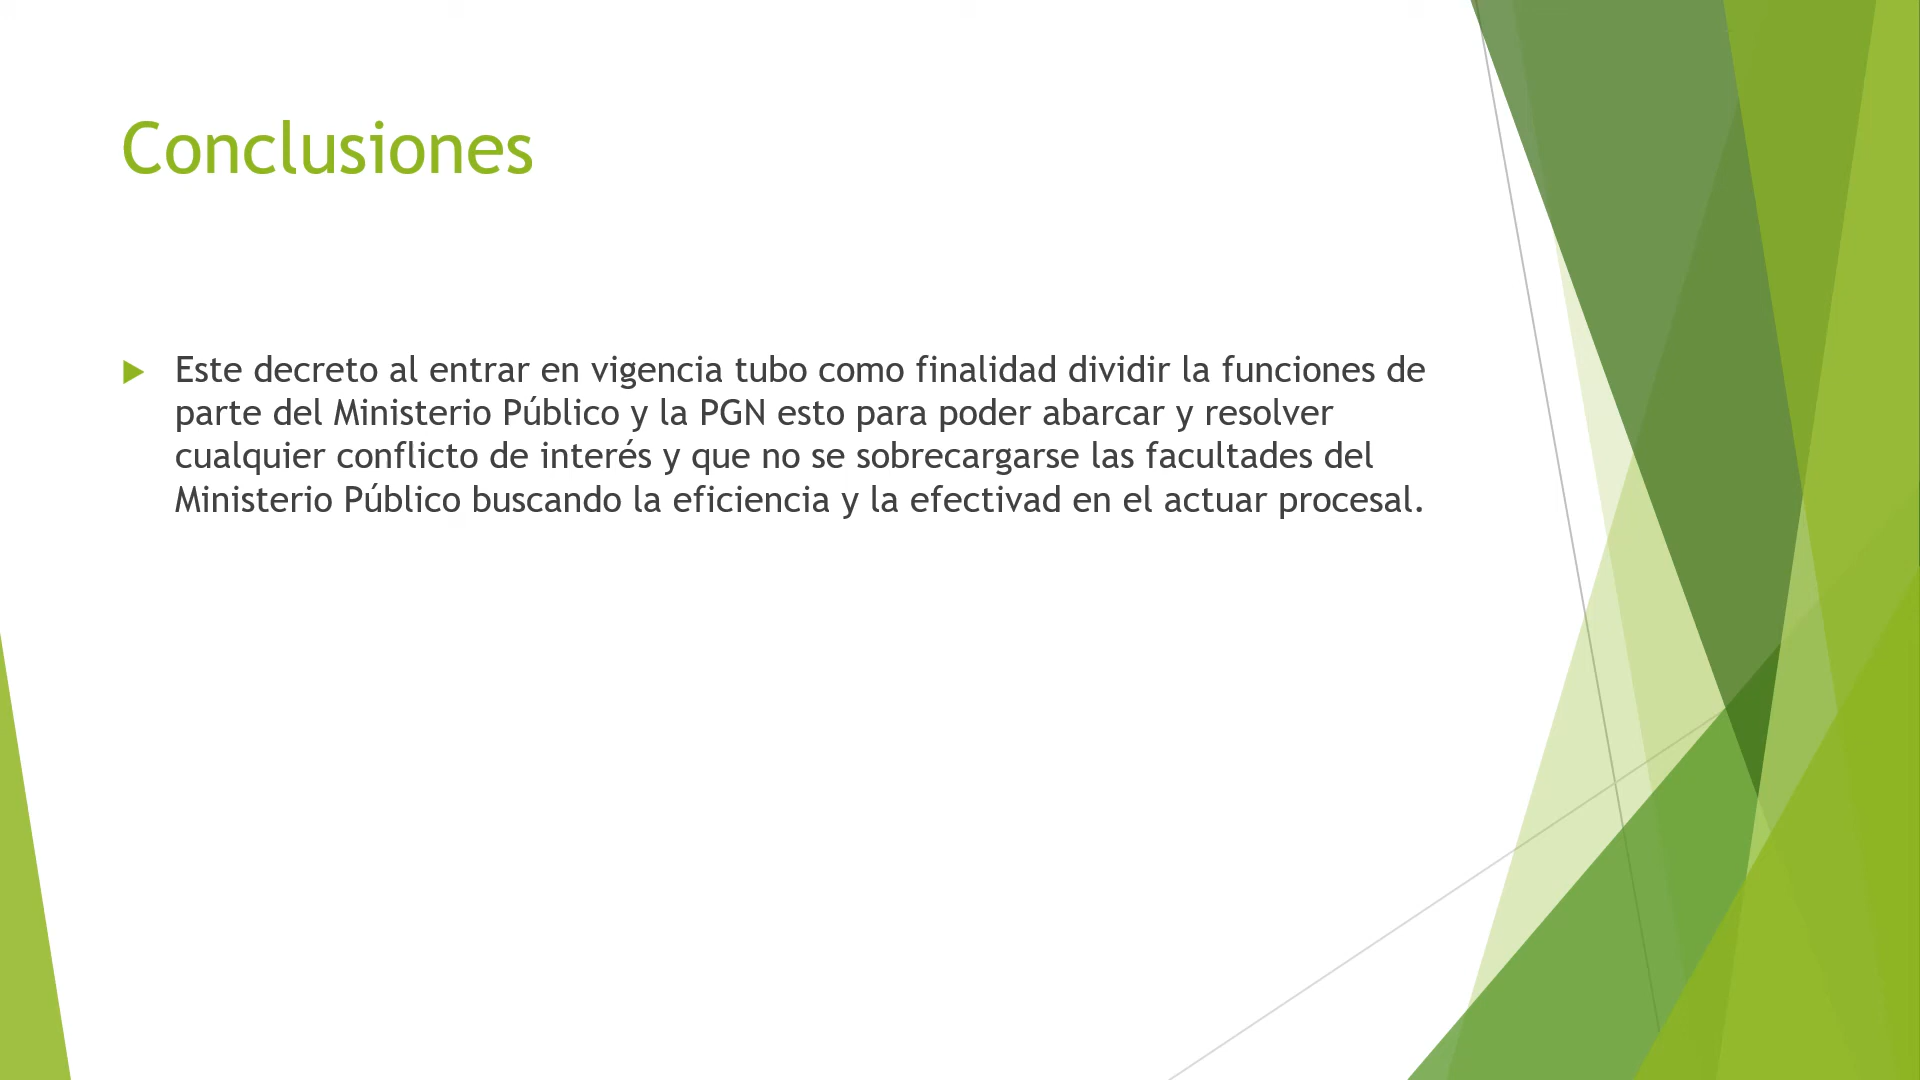 Conclusiones
Este decreto al entrar en vigencia tubo como finalidad dividir la funciones de
parte del Ministerio Público y la PGN esto para poder abarcar y resolver
cualquier conflicto de interés y que no se sobrecargarse las facultades del
Ministerio Público buscando la eficiencia y la efectivad en el actuar procesal.